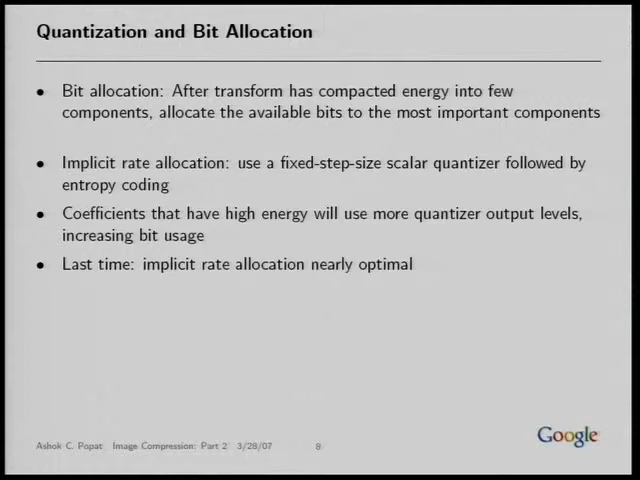 Quantization and Bit Allocation
• Bit allocation: After transform has compacted energy into few
components, allocate the available bits to the most important components
• Implicit rate allocation: use a fixed-step-size scalar quantizer followed by
entropy coding
• Coefficients that have high energy will use more quantizer output levels,
increasing bit usage
• Last time: implicit rate allocation nearly optimal
Ashok C. Popat Image Compression: Part 2 3/28/07 8
Google